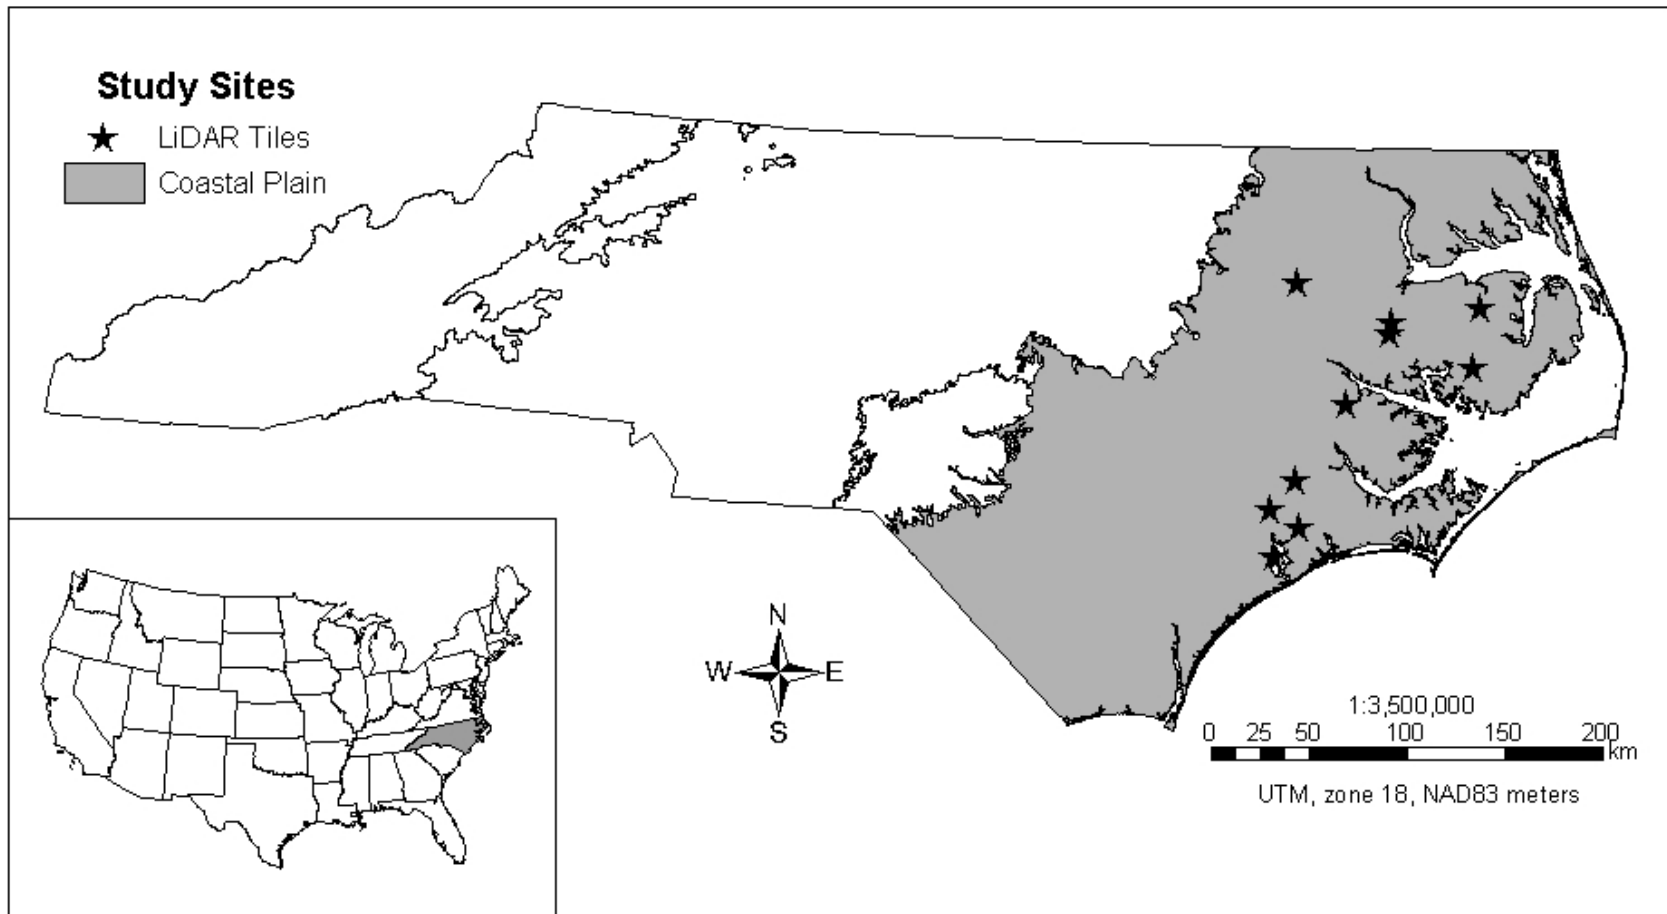 Study Sites
LiDAR Tiles
Coastal Plain
N
W E
S
1:3,500,000
0 25 50 100 150 200
km
UTM, zone 18, NAD83 meters